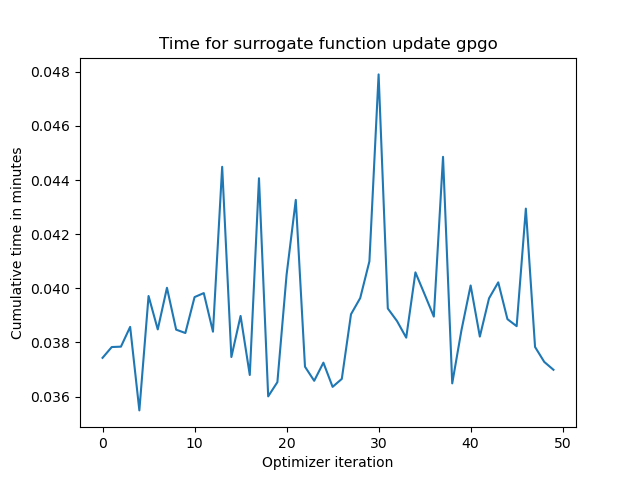 Time for surrogate function update gpgo
Cumulative time in minutes
0.048
0.046
0.044
0.042
0.040
0.038
0.036
0 10 20 30 40 50
Optimizer iteration